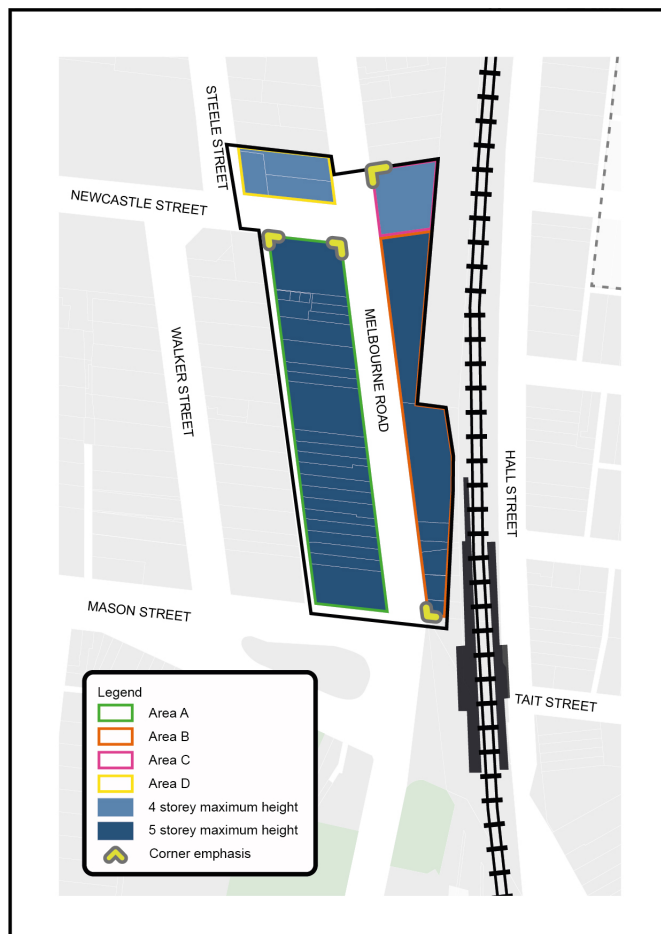 STEELE STREET
NEWCASTLE STREET
WALKER STREET
MELBOURNE ROAD
HALL STREET
MASON STREET
TAIT STREET
Legend
Area A
Area B
Area C
Area D
4 storey maximum height
5 storey maximum height
Corner emphasis